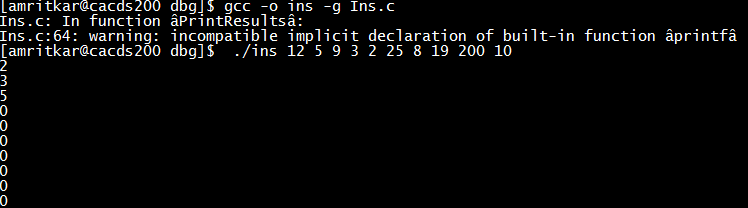 [amritkar@cacds200 dbg]$ gcc -o ins -g Ins.c
Ins.c: In function âPrintResultsâ:
Ins.c:64: warning: incompatible implicit declaration of built-in function âprintfâ
[amritkar@cacds200 dbg]$  ./ins 12 5 9 3 2 25 8 19 200 10
2
3
5
0
0
0
0
0
0
0